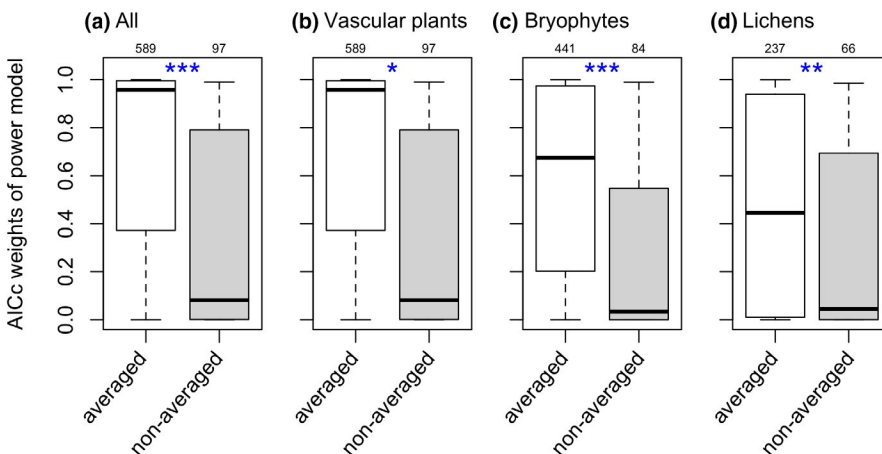 (a) All
(b) Vascular plants
(c) Bryophytes
(d) Lichens
589 97
589 97
441 84
237 66
***
*
***
**
AICc weights of power model
1.0
0.8
0.6
0.4
0.2
0.0
averaged
non-averaged
averaged
non-averaged
averaged
non-averaged
averaged
non-averaged